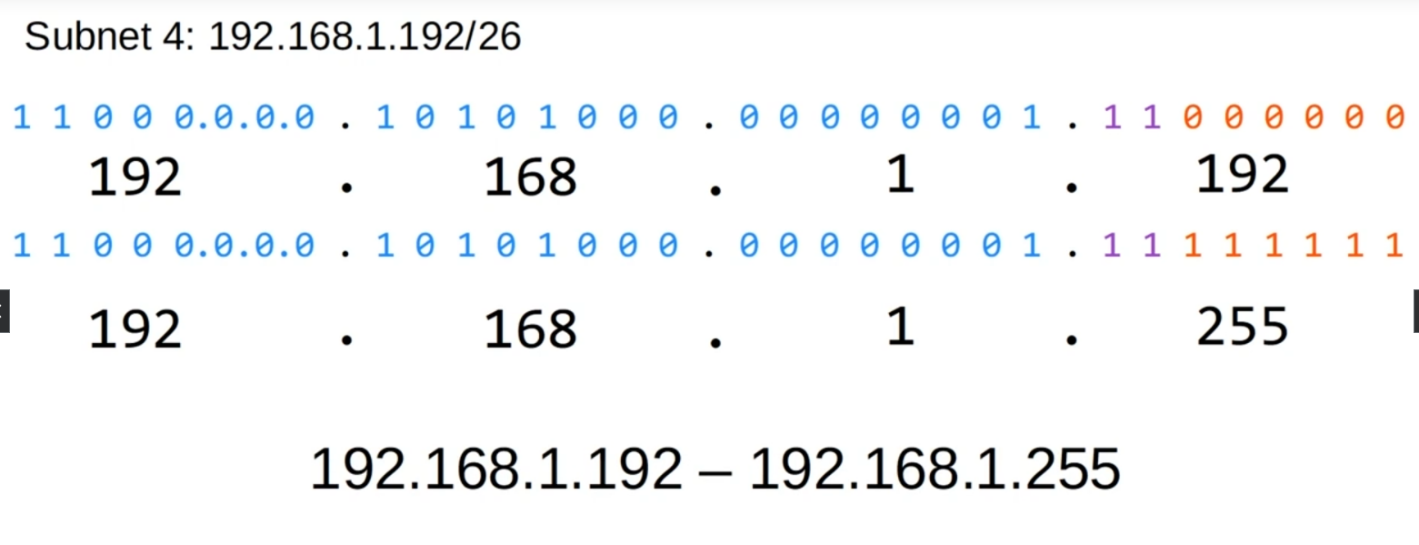 Subnet 4: 192.168.1.192/26
1 1 0 0 0.0.0.0 . 1 0 1 0 1 0 0 0 . 0 0 0 0 0 0 0 1 . 1 1 0 0 0 0 0 0
192 . 168 . 1 . 192
1 1 0 0 0.0.0.0 . 1 0 1 0 1 0 0 0 . 0 0 0 0 0 0 0 1 . 1 1 1 1 1 1 1 1
192 . 168 . 1 . 255
192.168.1.192 – 192.168.1.255